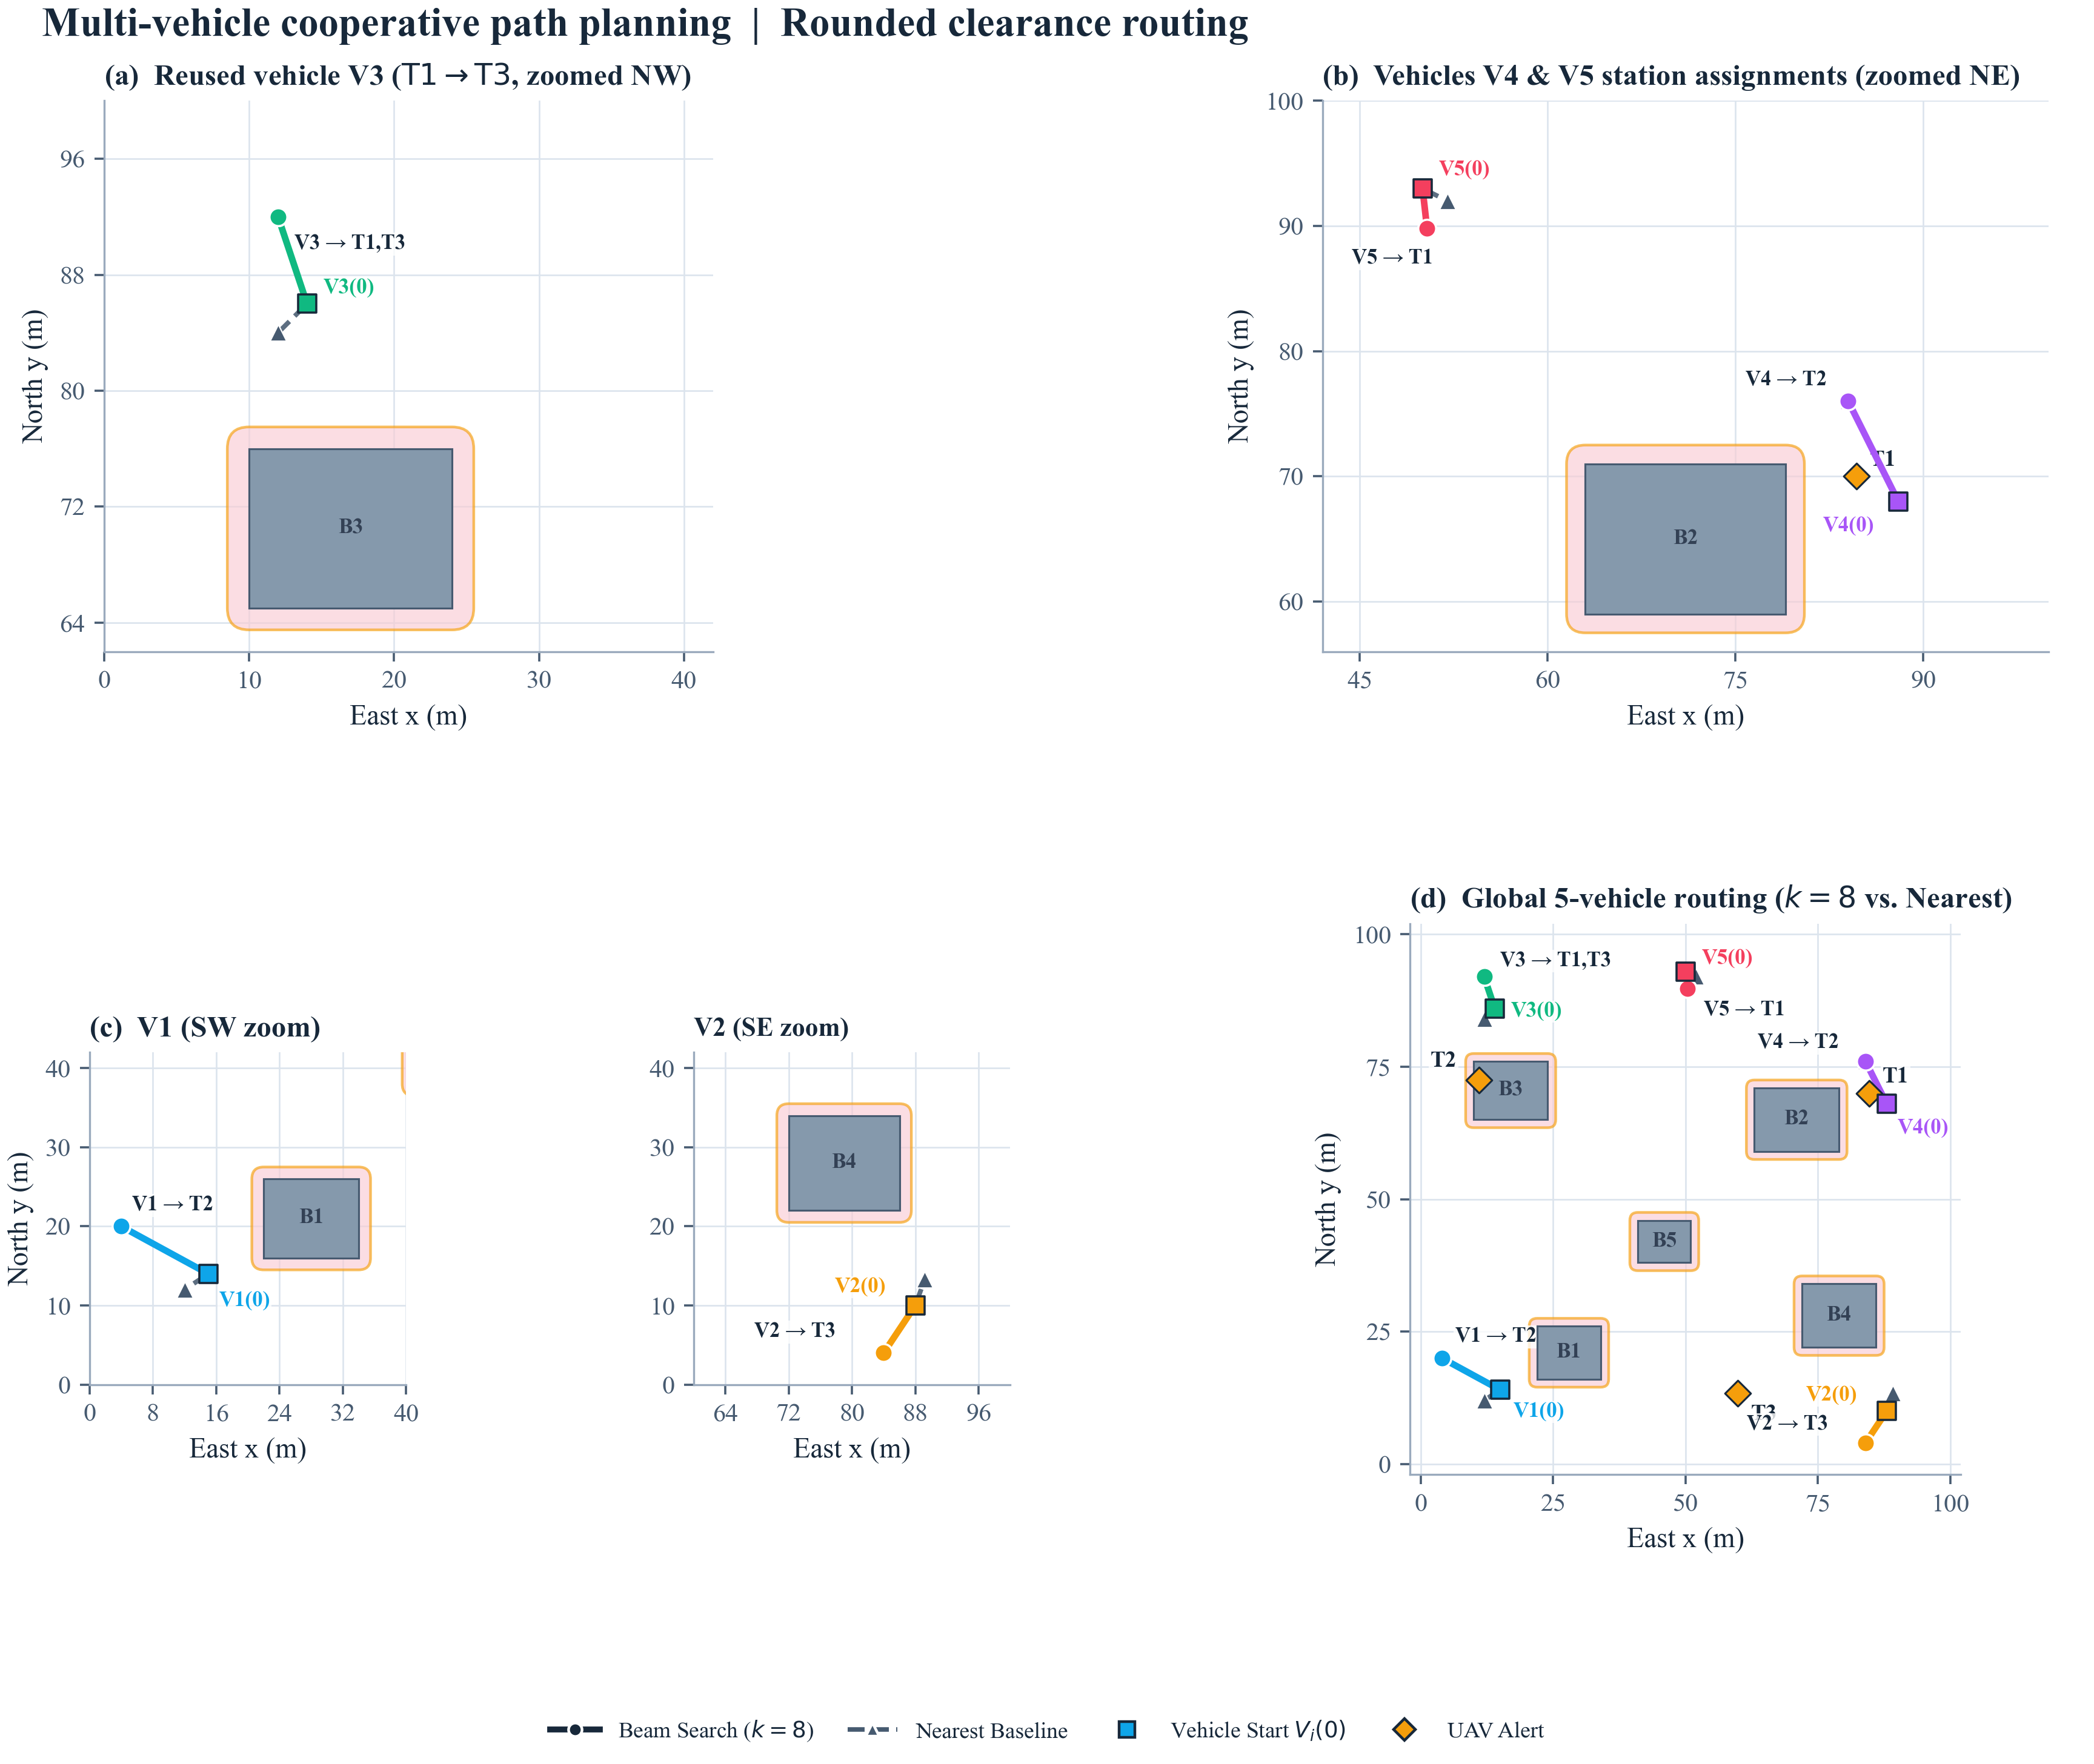 Multi-vehicle cooperative path planning | Rounded clearance routing
(a) Reused vehicle V3 (T1 → T3, zoomed NW)
North y (m)
96
88
80
72
64
V3 → T1,T3
V3(0)
B3
0 10 20 30 40
East x (m)
(b) Vehicles V4 & V5 station assignments (zoomed NE)
North y (m)
100
90
80
70
60
V5(0)
V5 → T1
V4 → T2
T1
V4(0)
B2
45 60 75 90
East x (m)
(c) V1 (SW zoom)
North y (m)
40
30
20
10
0
V1 → T2
B1
V1(0)
0 8 16 24 32 40
East x (m)
V2 (SE zoom)
40
30
20
10
0
B4
V2(0)
V2 → T3
64 72 80 88 96
East x (m)
(d) Global 5-vehicle routing (k = 8 vs. Nearest)
North y (m)
100
75
50
25
0
V3 → T1,T3
V5(0)
V3(0)
V5 → T1
V4 → T2
T2
T1
B3
B2
V4(0)
B5
B4
V1 → T2
B1
V1(0)
V2(0)
T3
V2 → T3
0 25 50 75 100
East x (m)
Beam Search (k = 8)
Nearest Baseline
Vehicle Start Vi(0)
UAV Alert